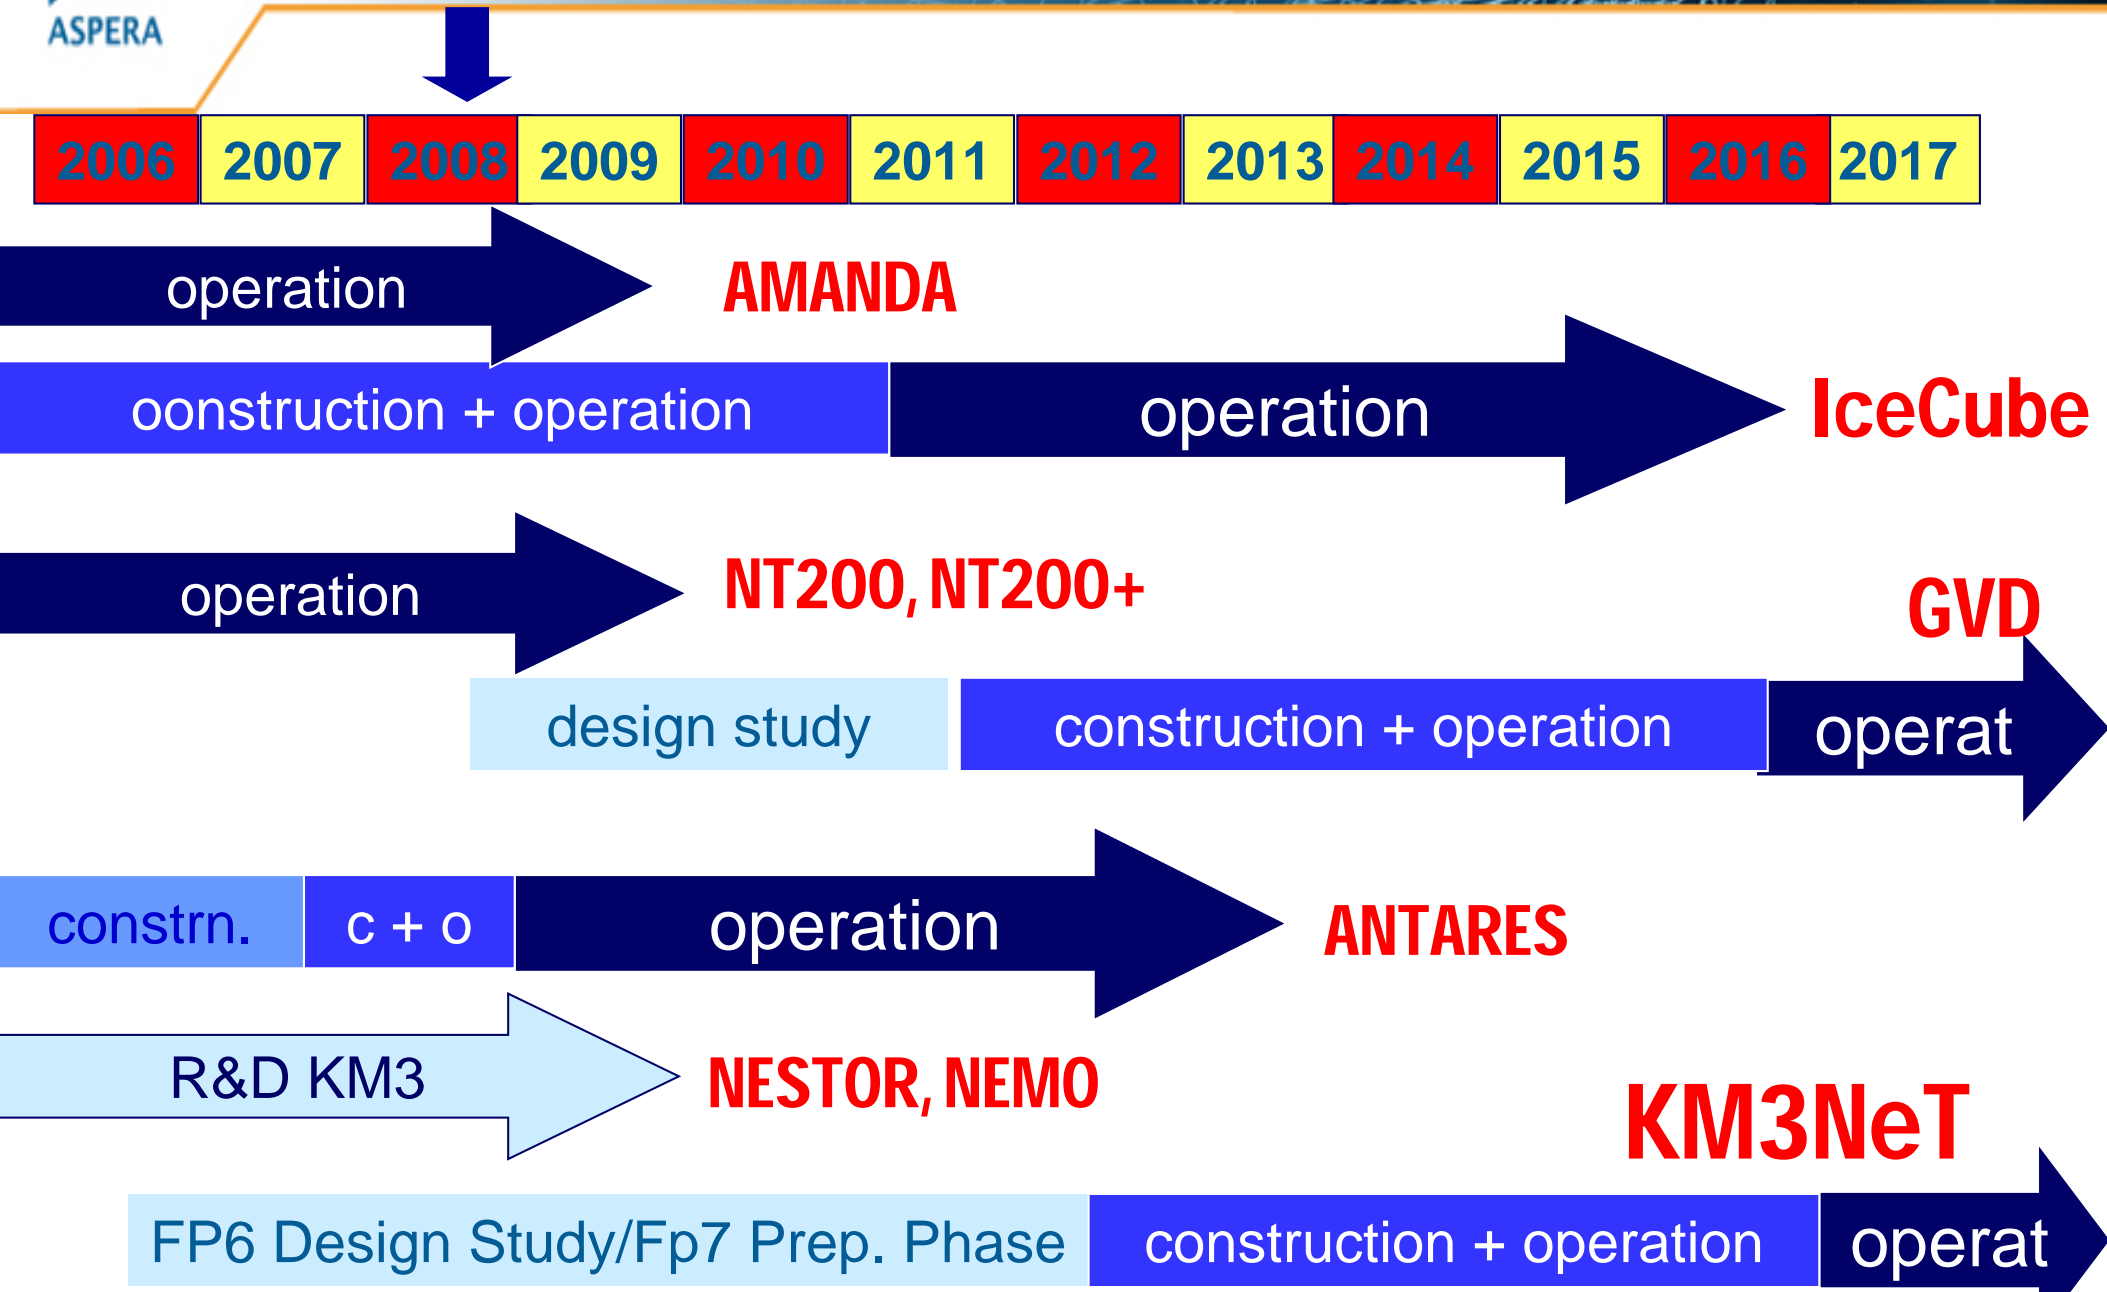 ASPERA
2006 2007 2008 2009 2010 2011 2012 2013 2014 2015 2016 2017
operation AMANDA
oonstruction + operation operation IceCube
operation NT200, NT200+ GVD
design study construction + operation operat
constrn. c + o operation ANTARES
R&D KM3 NESTOR, NEMO
KM3NeT
FP6 Design Study/Fp7 Prep. Phase construction + operation operat